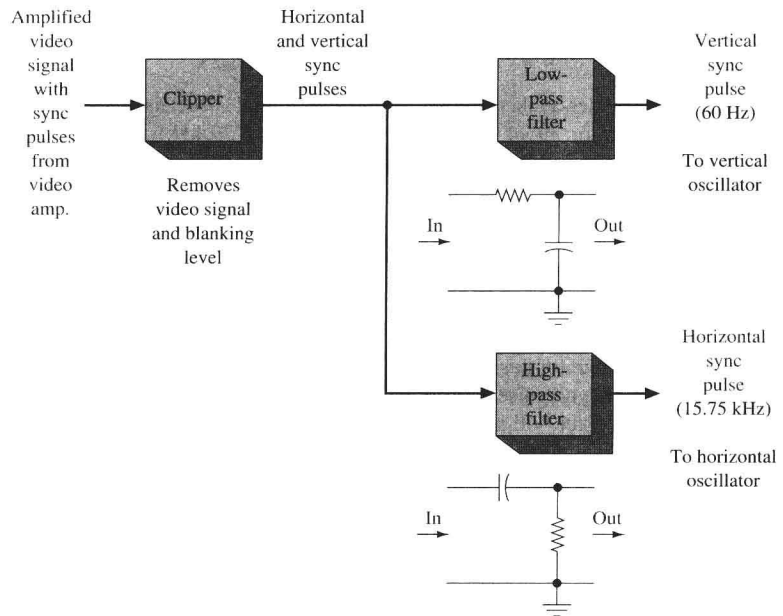 Amplified
video
signal
with
sync
pulses
from
video
amp.
Clipper
Removes
video signal
and blanking
level
Horizontal
and vertical
sync
pulses
Low-
pass
filter
Vertical
sync
pulse
(60 Hz)
To vertical
oscillator
In
Out
High-
pass
filter
Horizontal
sync
pulse
(15.75 kHz)
To horizontal
oscillator
In
Out